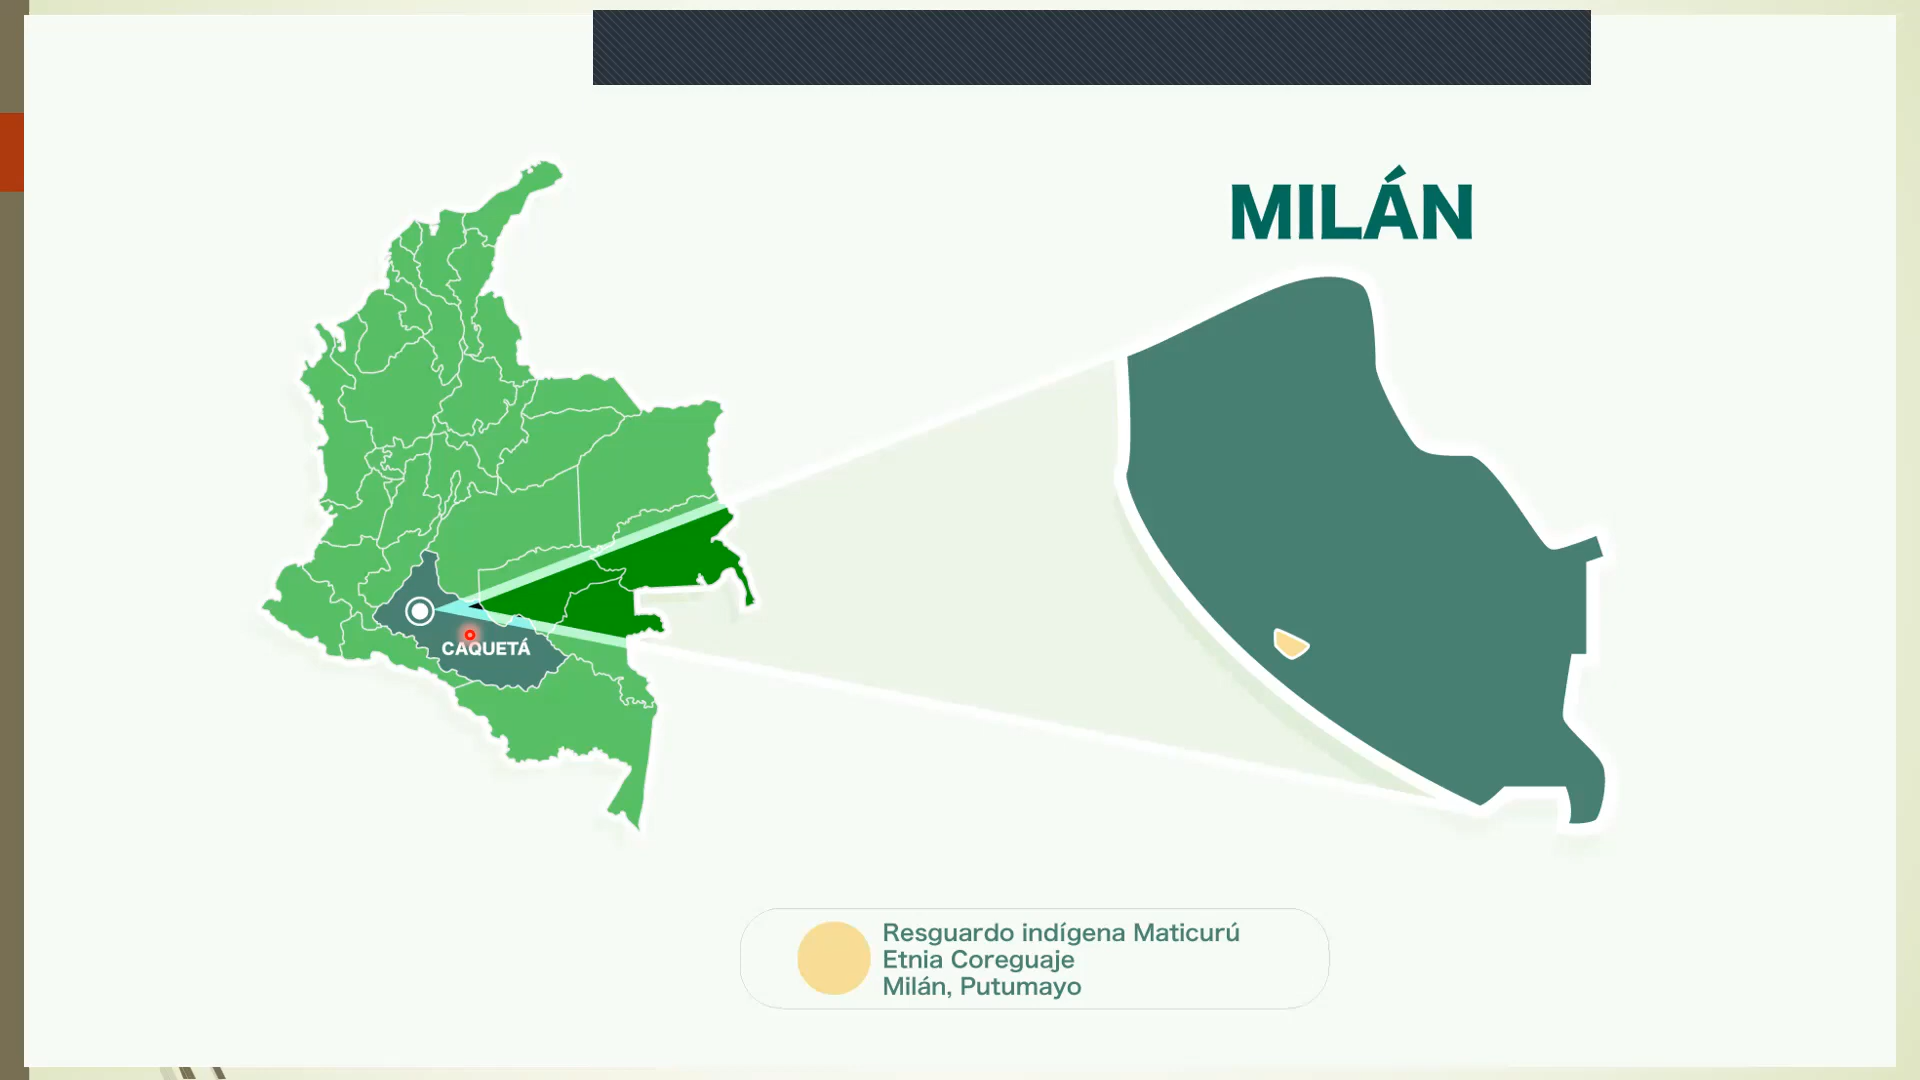 MILÁN
CAQUETÁ
Resguardo indígena Maticurú
Etnia Coreguaje
Milán, Putumayo